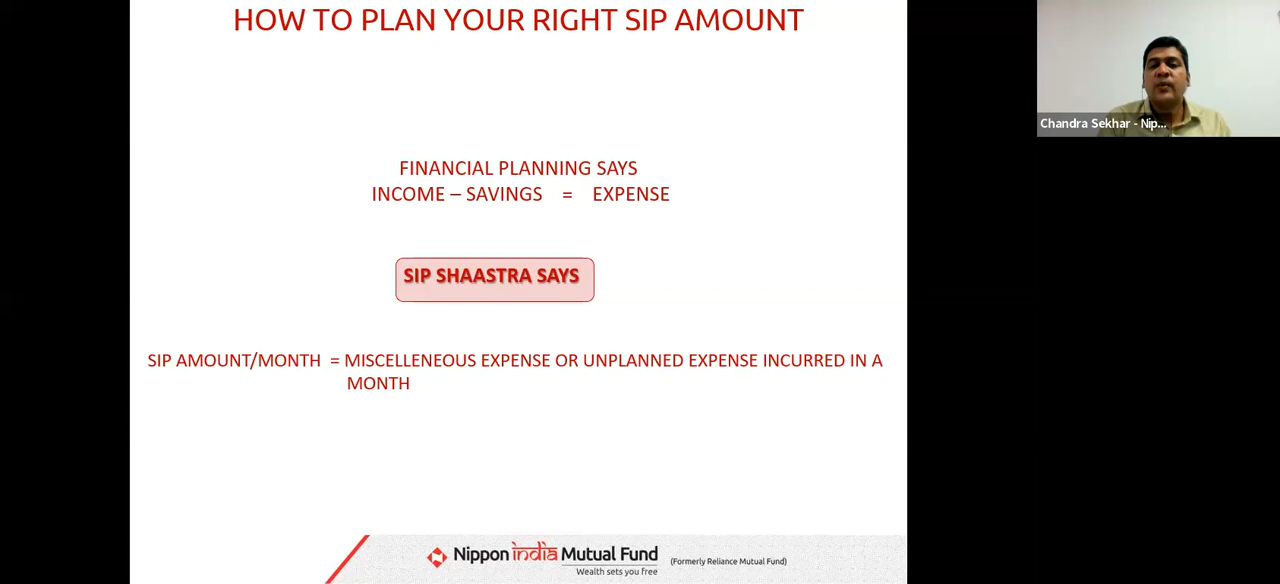 HOW TO PLAN YOUR RIGHT SIP AMOUNT
Chandra Sekhar - Nip...
FINANCIAL PLANNING SAYS
INCOME – SAVINGS = EXPENSE
SIP SHAASTRA SAYS
SIP AMOUNT/MONTH = MISCELLENEOUS EXPENSE OR UNPLANNED EXPENSE INCURRED IN A
MONTH
Nippon india Mutual Fund
Wealth sets you free
(Formerly Reliance Mutual Fund)